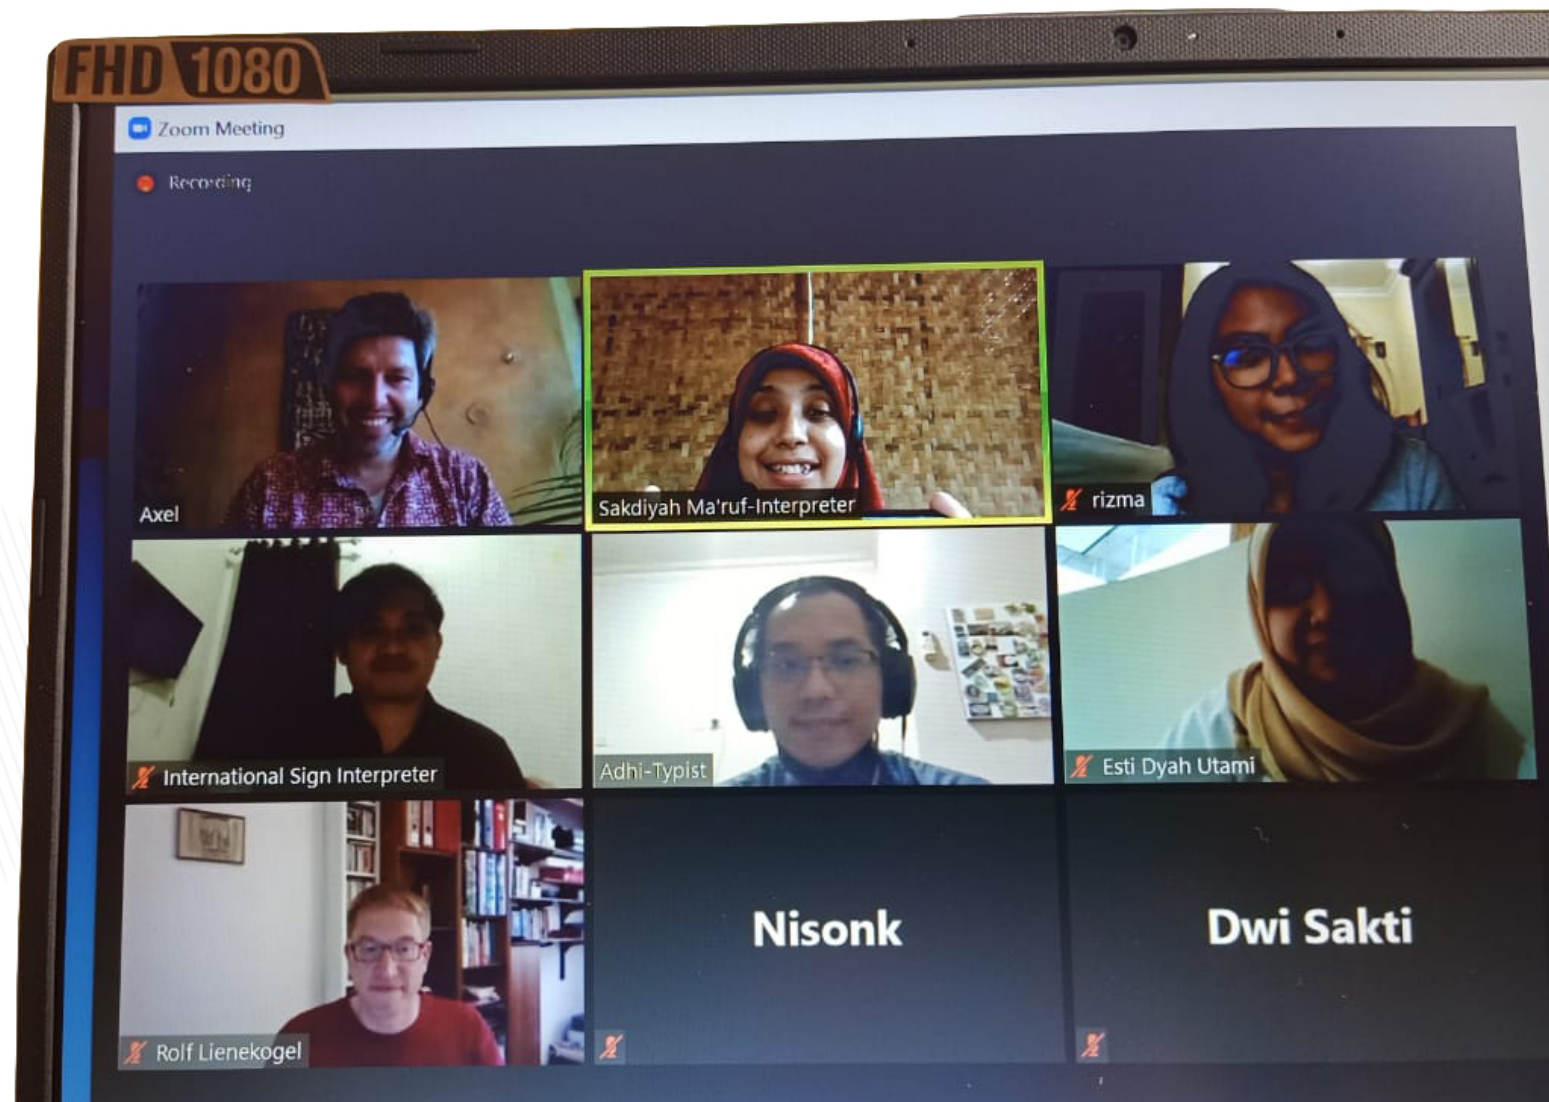 FHD 1080
Zoom Meeting
Recording
Axel
Sakdiyah Ma'ruf-Interpreter
rizma
International Sign Interpreter
Adhi-Typist
Esti Dyah Utami
Rolf Lienekogel
Nisonk
Dwi Sakti